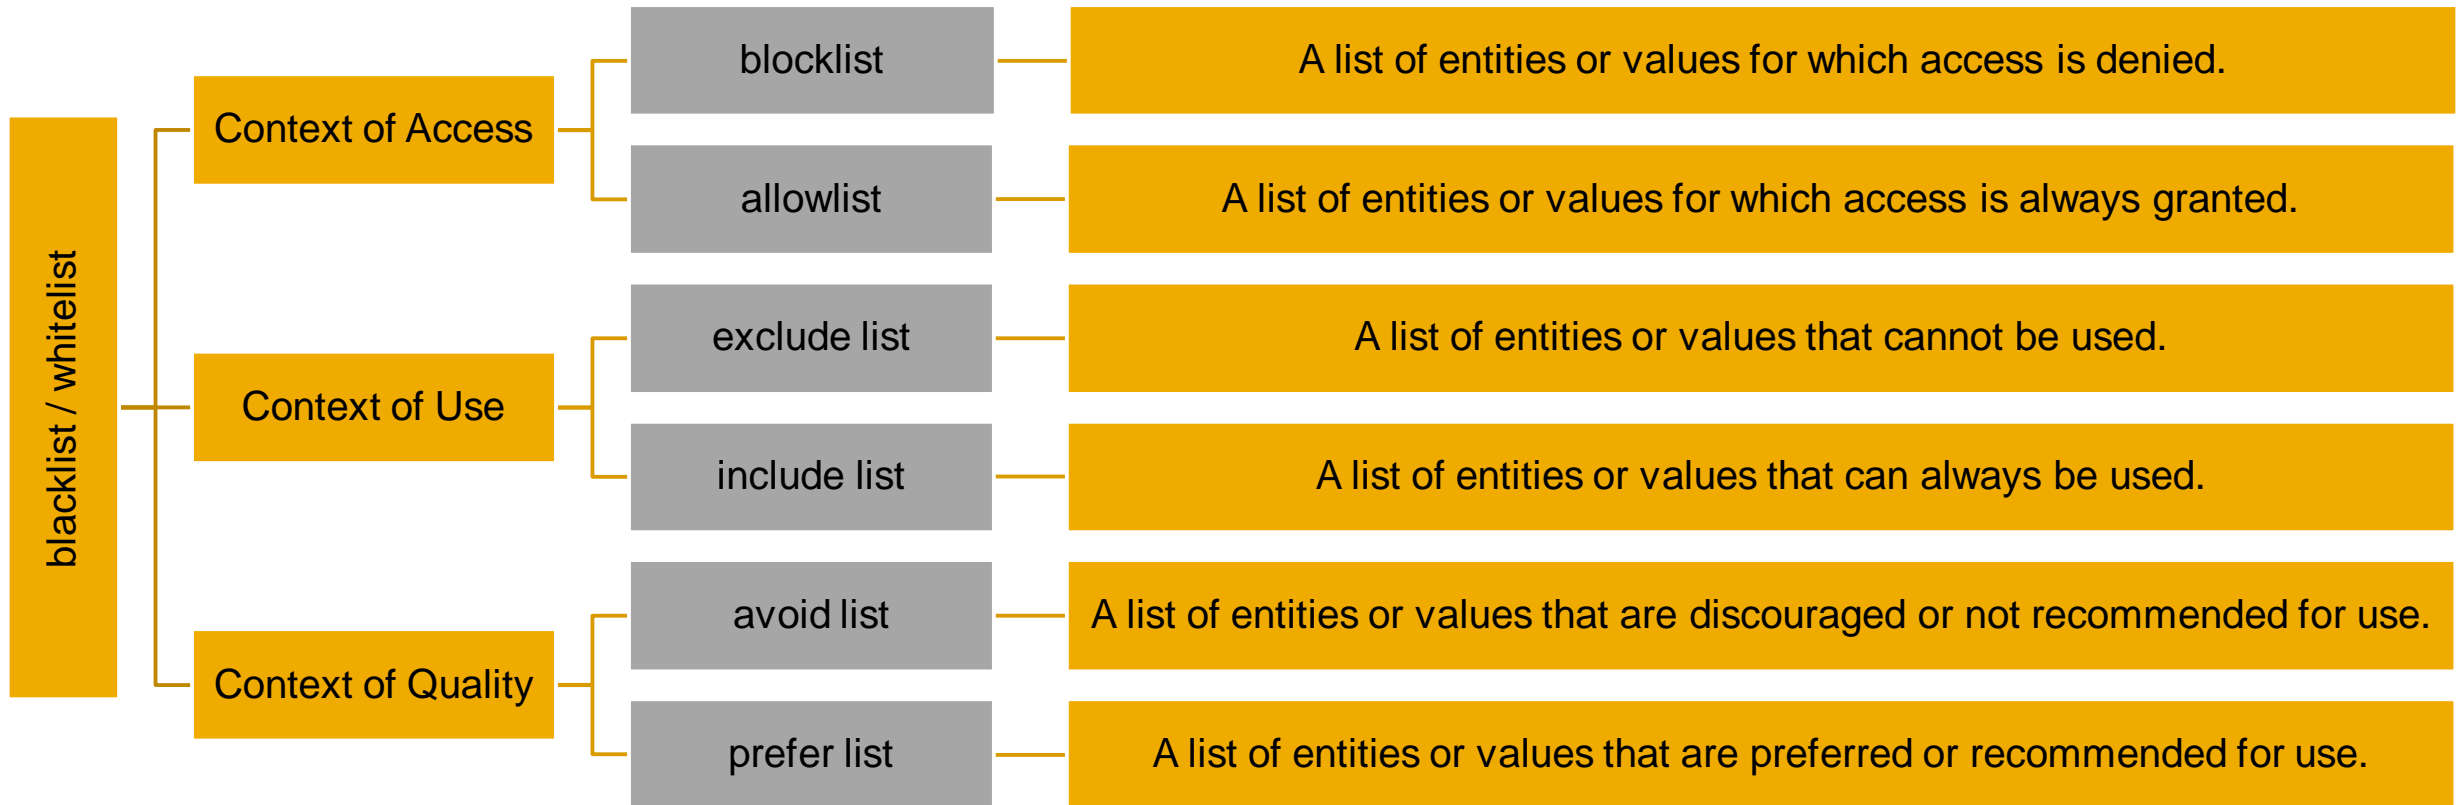 blacklist / whitelist
Context of Access
blocklist
A list of entities or values for which access is denied.
allowlist
A list of entities or values for which access is always granted.
Context of Use
exclude list
A list of entities or values that cannot be used.
include list
A list of entities or values that can always be used.
Context of Quality
avoid list
A list of entities or values that are discouraged or not recommended for use.
prefer list
A list of entities or values that are preferred or recommended for use.